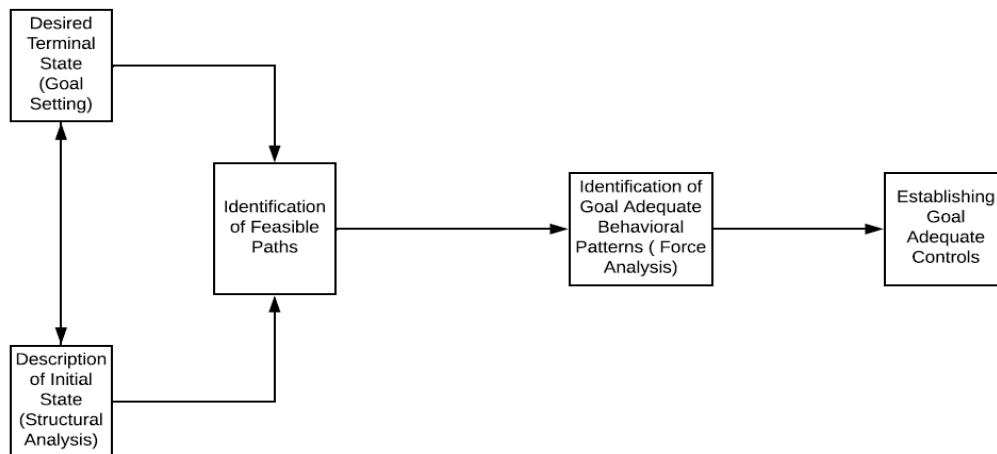 Desired
Terminal
State
(Goal
Setting)
Identification
of Feasible
Paths
Identification of
Goal Adequate
Behavioral
Patterns ( Force
Analysis)
Establishing
Goal
Adequate
Controls
Description
of Initial
State
(Structural
Analysis)